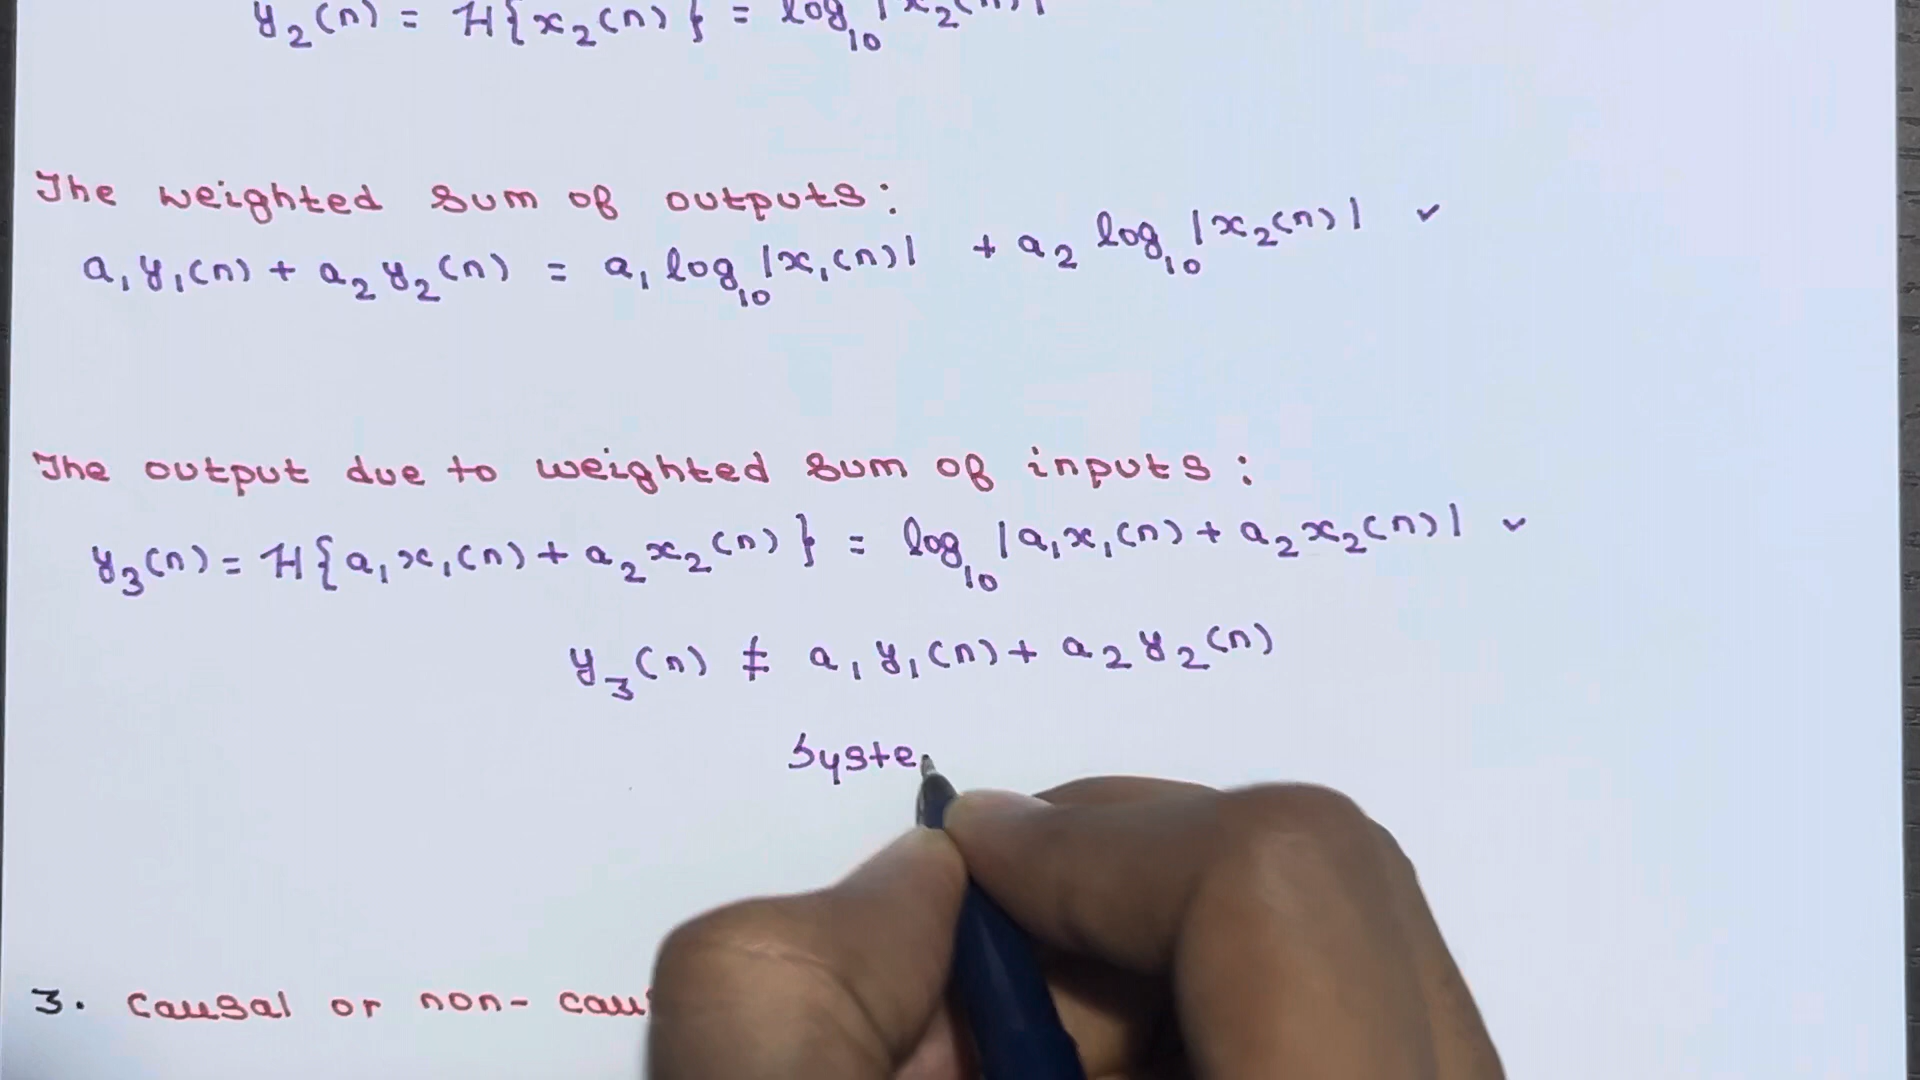 y₂(n) = H{x₂(n)} = log₁₀|x₂(n)|
The weighted sum of outputs:
a₁y₁(n) + a₂y₂(n) = a₁ log₁₀|x₁(n)| + a₂ log₁₀|x₂(n)| ✓
The output due to weighted sum of inputs:
y₃(n) = H{a₁x₁(n) + a₂x₂(n)} = log₁₀|a₁x₁(n) + a₂x₂(n)| ✓
y₃(n) ≠ a₁y₁(n) + a₂y₂(n)
Syste
3. Causal or non-